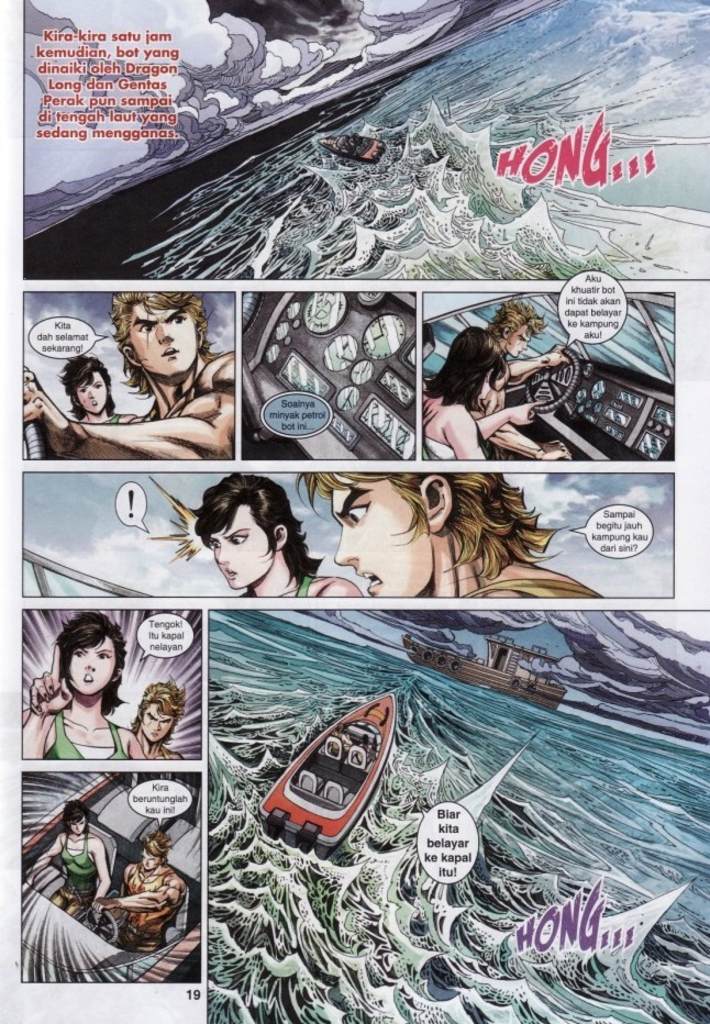 Kira-kira satu jam
kemudian, bot yang
dinaiki oleh Dragon
Long dan Gentas
Perak pun sampai
di tengah laut yang
sedang mengganas.
HONG...
Kita
dah selamat
sekarang!
Soalnya
minyak petrol
bot ini...
Aku
khuatir bot
ini tidak akan
dapat belayar
ke kampung
aku!
!
Sampai
begitu jauh
kampung kau
dari sini?
Tengok!
Itu kapal
nelayan
Kira
beruntunglah
kau ini!
Biar
kita
belayar
ke kapal
itu!
HONG...
19